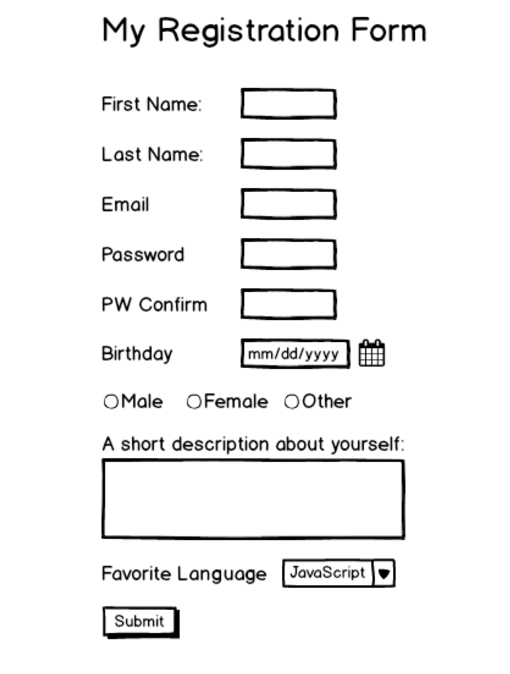 My Registration Form
First Name:
Last Name:
Email
Password
PW Confirm
Birthday mm/dd/yyyy
Male Female Other
A short description about yourself:
Favorite Language JavaScript
Submit